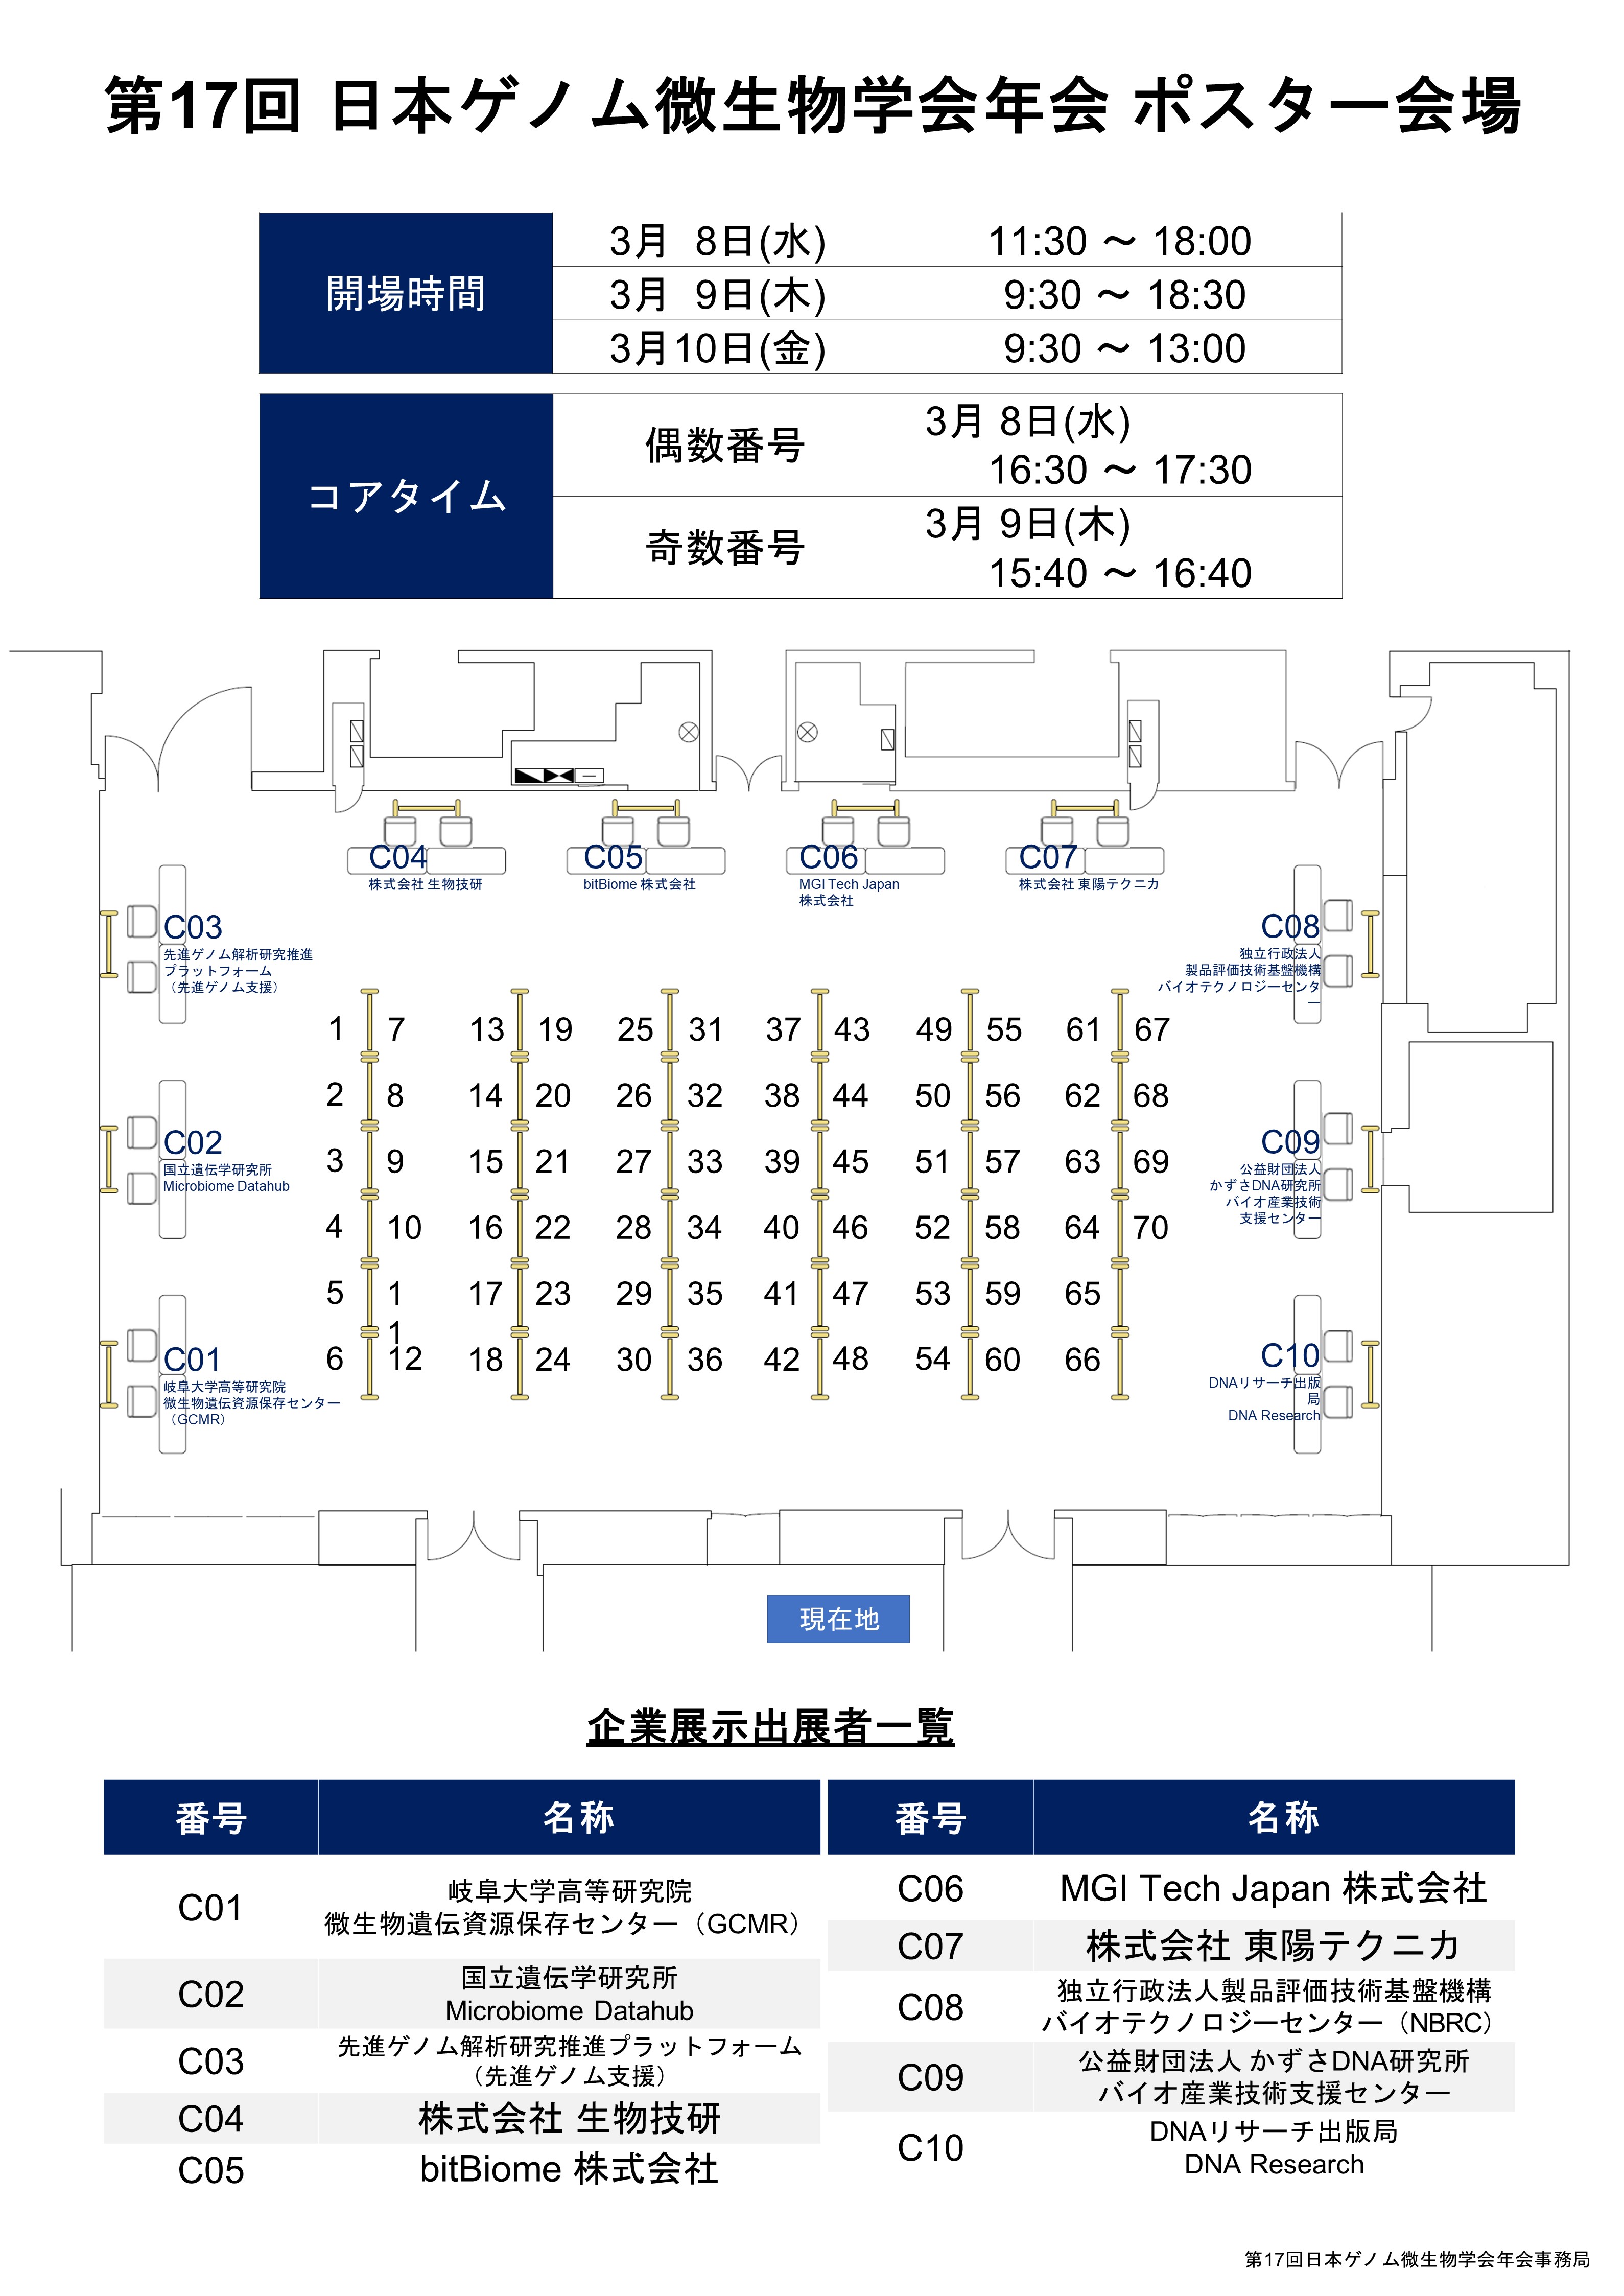 第17回 日本ゲノム微生物学会年会 ポスター会場
開場時間
3月 8日(水) 11:30 ～ 18:00
3月 9日(木) 9:30 ～ 18:30
3月10日(金) 9:30 ～ 13:00
コアタイム
偶数番号
3月 8日(水)
16:30 ～ 17:30
奇数番号
3月 9日(木)
15:40 ～ 16:40
C04
株式会社 生物技研
C05
bitBiome 株式会社
C06
MGI Tech Japan
株式会社
C07
株式会社 東陽テクニカ
C03
先進ゲノム解析研究推進
プラットフォーム
（先進ゲノム支援）
C08
独立行政法人
製品評価技術基盤機構
バイオテクノロジーセンタ
ー
1 7 13 19 25 31 37 43 49 55 61 67
2 8 14 20 26 32 38 44 50 56 62 68
C02
国立遺伝学研究所
Microbiome Datahub
C09
公益財団法人
かずさDNA研究所
バイオ産業技術
支援センター
3 9 15 21 27 33 39 45 51 57 63 69
4 10 16 22 28 34 40 46 52 58 64 70
5 1 17 23 29 35 41 47 53 59 65
1
6 12 18 24 30 36 42 48 54 60 66
C01
岐阜大学高等研究院
微生物遺伝資源保存センター
（GCMR）
C10
DNAリサーチ出版
局
DNA Research
現在地
企業展示出展者一覧
番号 名称
C01
岐阜大学高等研究院
微生物遺伝資源保存センター（GCMR）
C02
国立遺伝学研究所
Microbiome Datahub
C03
先進ゲノム解析研究推進プラットフォーム
（先進ゲノム支援）
C04 株式会社 生物技研
C05 bitBiome 株式会社
番号 名称
C06 MGI Tech Japan 株式会社
C07 株式会社 東陽テクニカ
C08
独立行政法人製品評価技術基盤機構
バイオテクノロジーセンター（NBRC）
C09
公益財団法人 かずさDNA研究所
バイオ産業技術支援センター
C10
DNAリサーチ出版局
DNA Research
第17回日本ゲノム微生物学会年会事務局